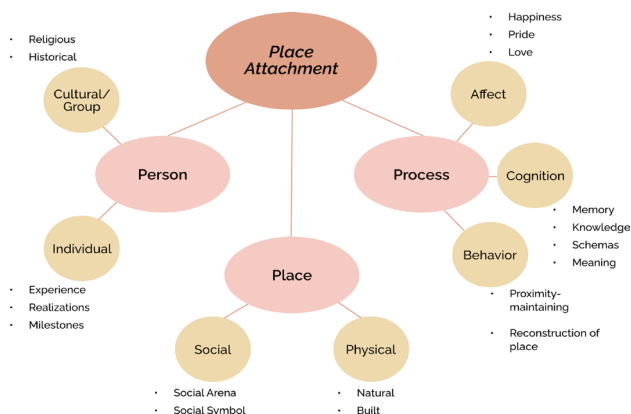 Place
Attachment
• Religious
• Historical
Cultural/
Group
Person
Individual
• Experience
• Realizations
• Milestones
Place
Social
• Social Arena
• Social Symbol
Physical
• Natural
• Built
Process
• Happiness
• Pride
• Love
Affect
Cognition
• Memory
• Knowledge
• Schemas
• Meaning
Behavior
• Proximity-
maintaining
• Reconstruction of
place